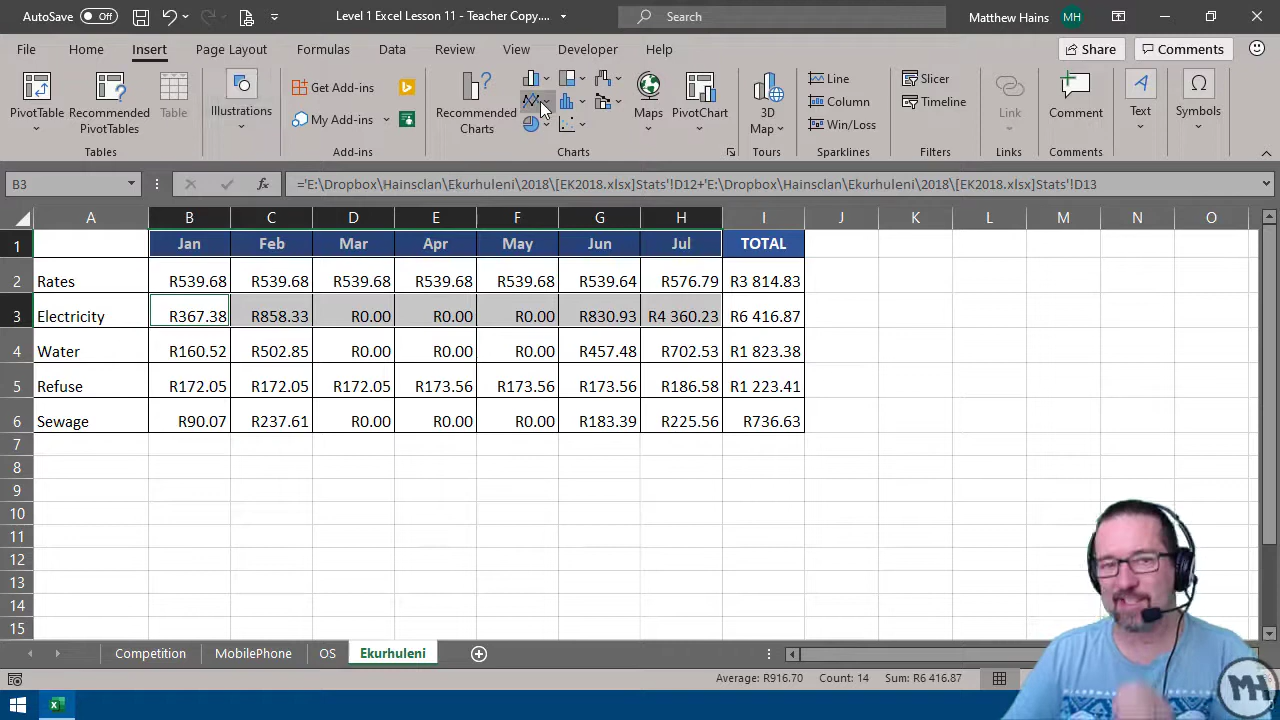 AutoSave Off
Level 1 Excel Lesson 11 - Teacher Copy....
Search
Matthew Hains MH
File Home Insert Page Layout Formulas Data Review View Developer Help Share Comments
PivotTable
Recommended PivotTables
Table
Tables
Illustrations
Get Add-ins
My Add-ins
Add-ins
Recommended Charts
Maps
PivotChart
Charts
3D Map
Tours
Line
Column
Win/Loss
Sparklines
Slicer
Timeline
Filters
Link
Links
Comment
Comments
Text
Symbols
B3 fx ='E:\Dropbox\Hainsclan\Ekurhuleni\2018\[EK2018.xlsx]Stats'!D12+'E:\Dropbox\Hainsclan\Ekurhuleni\2018\[EK2018.xlsx]Stats'!D13
A B C D E F G H I J K L M N O
1 Jan Feb Mar Apr May Jun Jul TOTAL
2 Rates R539.68 R539.68 R539.68 R539.68 R539.68 R539.64 R576.79 R3 814.83
3 Electricity R367.38 R858.33 R0.00 R0.00 R0.00 R830.93 R4 360.23 R6 416.87
4 Water R160.52 R502.85 R0.00 R0.00 R0.00 R457.48 R702.53 R1 823.38
5 Refuse R172.05 R172.05 R172.05 R173.56 R173.56 R173.56 R186.58 R1 223.41
6 Sewage R90.07 R237.61 R0.00 R0.00 R0.00 R183.39 R225.56 R736.63
7
8
9
10
11
12
13
14
15
Competition MobilePhone OS Ekurhuleni
Average: R916.70 Count: 14 Sum: R6 416.87
MH